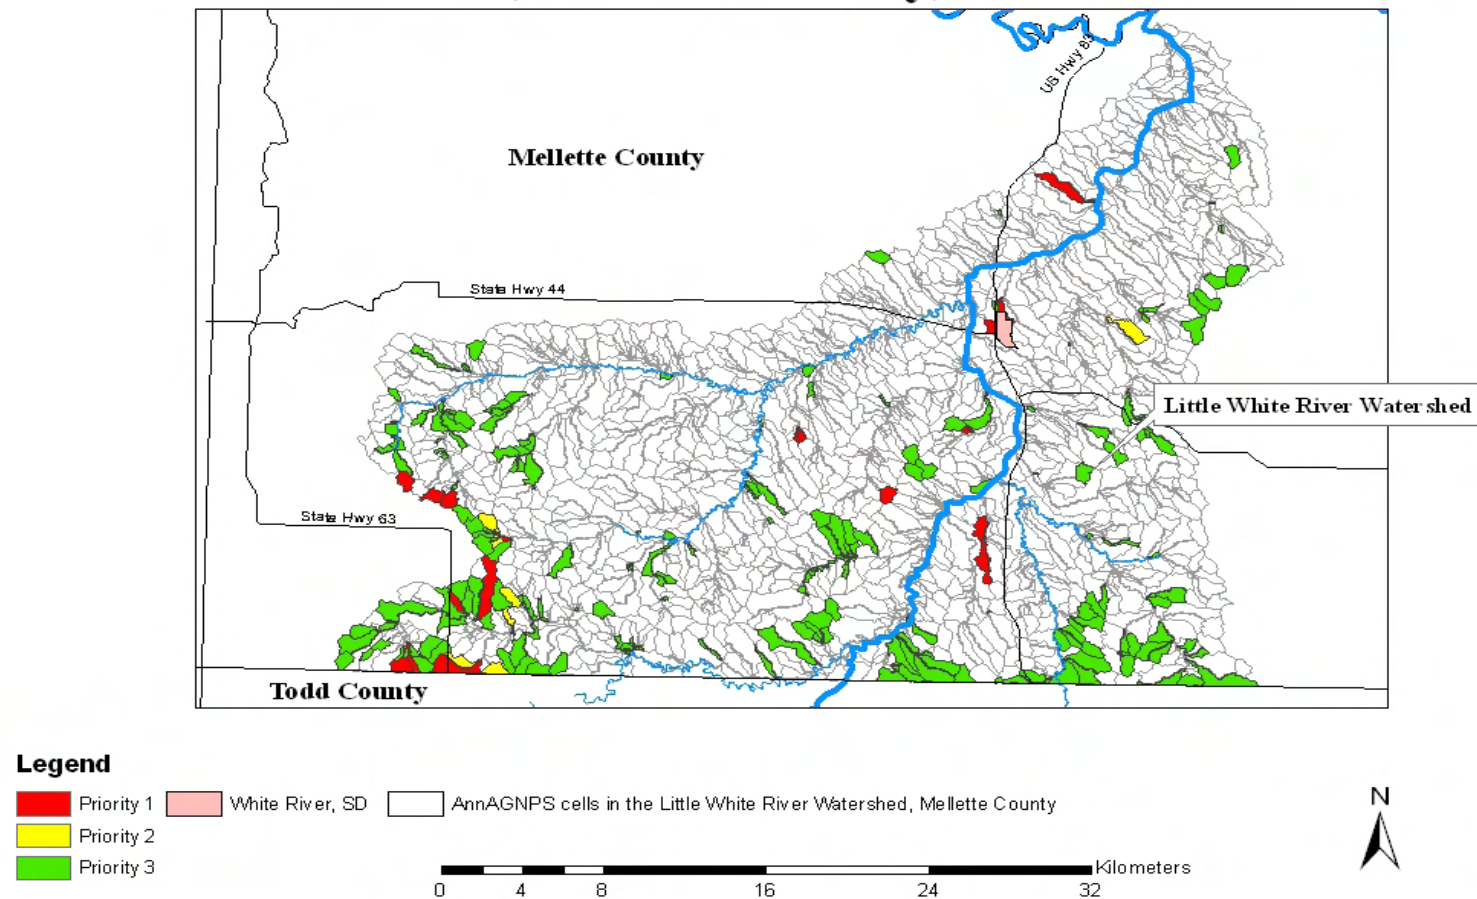 US Hwy 83
Mellette County
State Hwy 44
Little White River Watershed
State Hwy 63
Todd County
Legend
Priority 1
White River, SD
AnnAGNPS cells in the Little White River Watershed, Mellette County
Priority 2
Priority 3
N
Kilometers
0 4 8 16 24 32